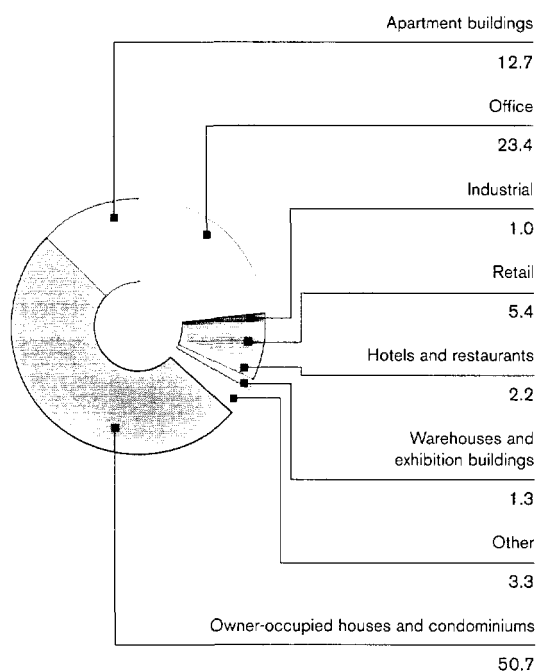 Apartment buildings
12.7
Office
23.4
Industrial
1.0
Retail
5.4
Hotels and restaurants
2.2
Warehouses and
exhibition buildings
1.3
Other
3.3
Owner-occupied houses and condominiums
50.7